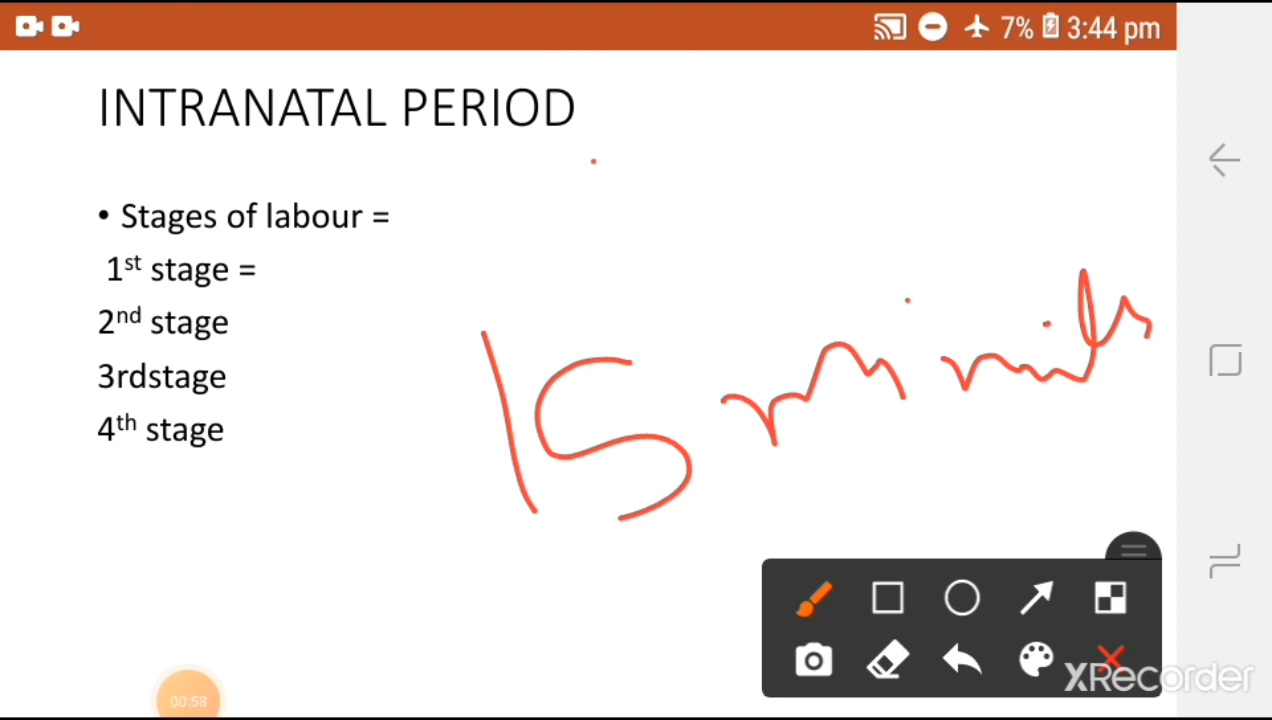 7% 3:44 pm
INTRANATAL PERIOD
• Stages of labour =
1st stage =
2nd stage
3rdstage
4th stage
15 minits
00:58
XRecorder